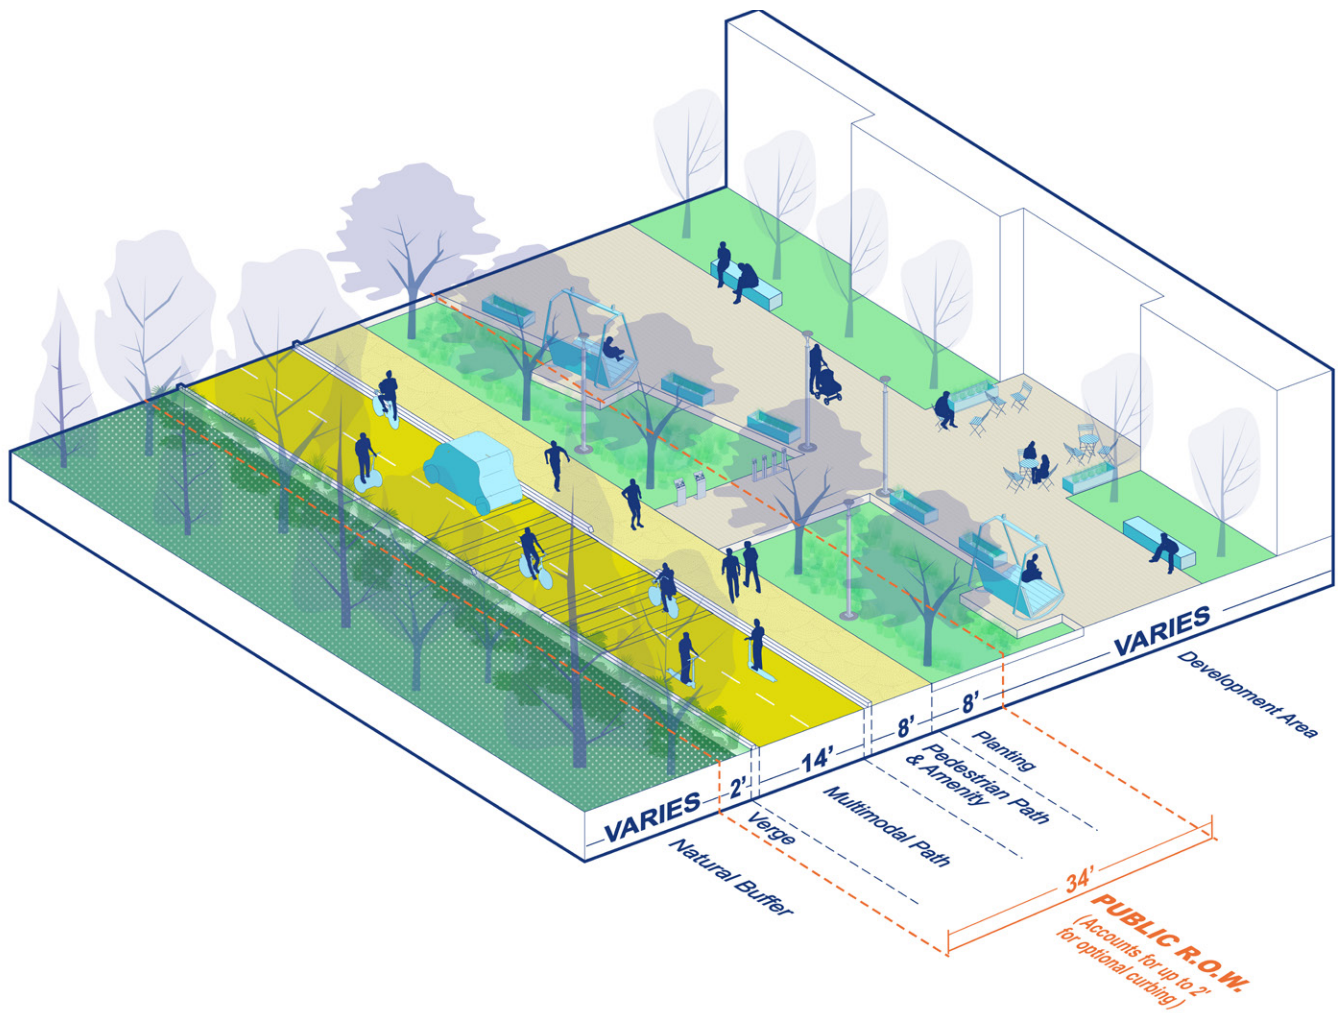 VARIES
2'
14'
8'
8'
VARIES
Natural Buffer
Verge
Multimodal Path
Pedestrian Path
& Amenity
Planting
Development Area
34'
PUBLIC R.O.W.
(Accounts for up to 2'
for optional curbing)